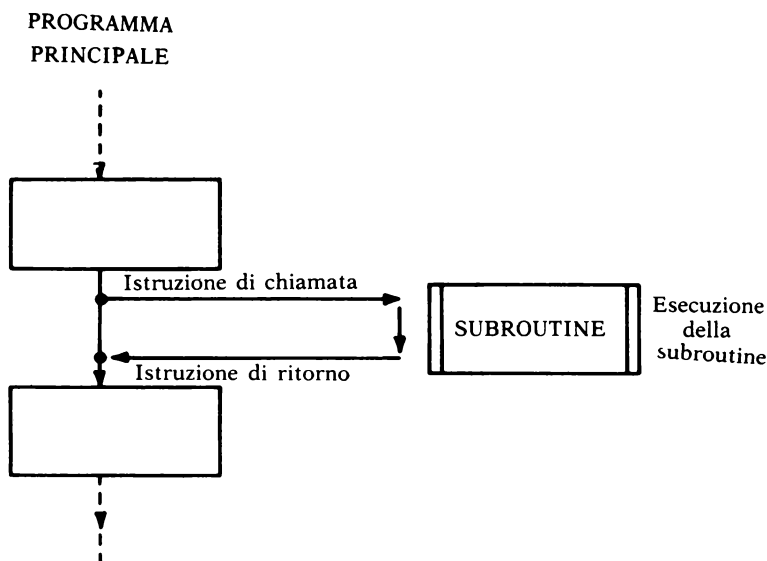 PROGRAMMA
PRINCIPALE
Istruzione di chiamata
SUBROUTINE
Esecuzione
della
subroutine
Istruzione di ritorno